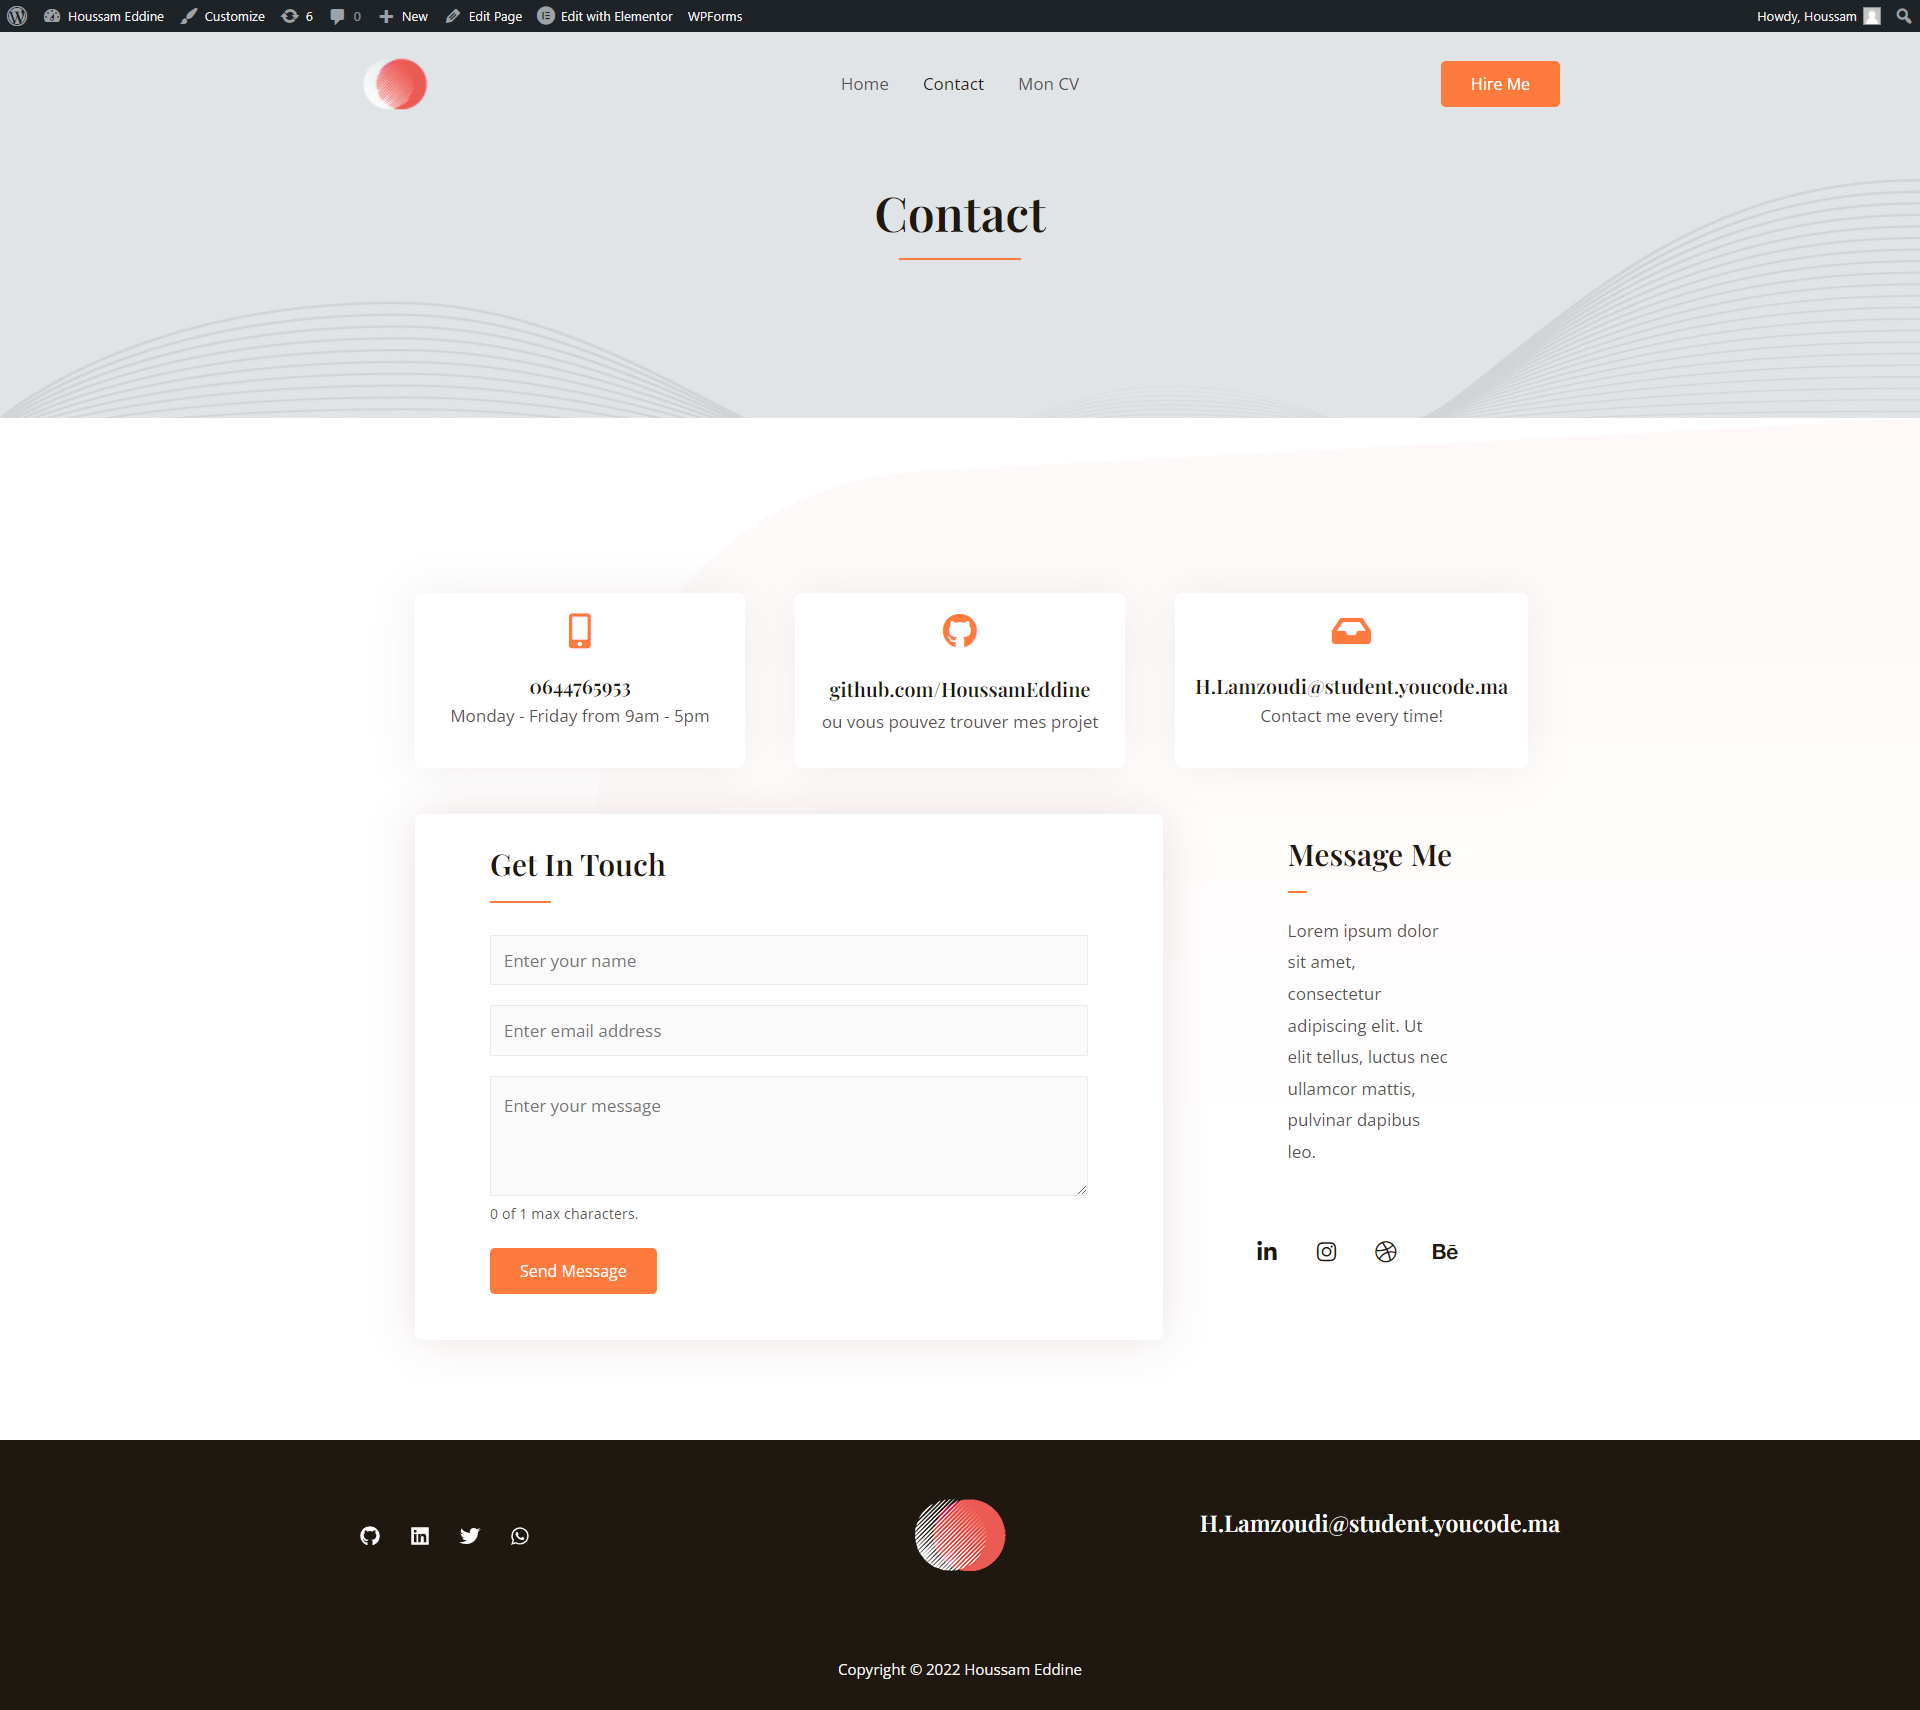 Houssam Eddine
Customize
6
0
New
Edit Page
Edit with Elementor
WPForms
Howdy, Houssam
Home
Contact
Mon CV
Hire Me
Contact
0644765953
Monday - Friday from 9am - 5pm
github.com/HoussamEddine
ou vous pouvez trouver mes projet
H.Lamzoudi@student.youcode.ma
Contact me every time!
Get In Touch
Enter your name
Enter email address
Enter your message
0 of 1 max characters.
Send Message
Message Me
Lorem ipsum dolor
sit amet,
consectetur
adipiscing elit. Ut
elit tellus, luctus nec
ullamcor mattis,
pulvinar dapibus
leo.
H.Lamzoudi@student.youcode.ma
Copyright © 2022 Houssam Eddine